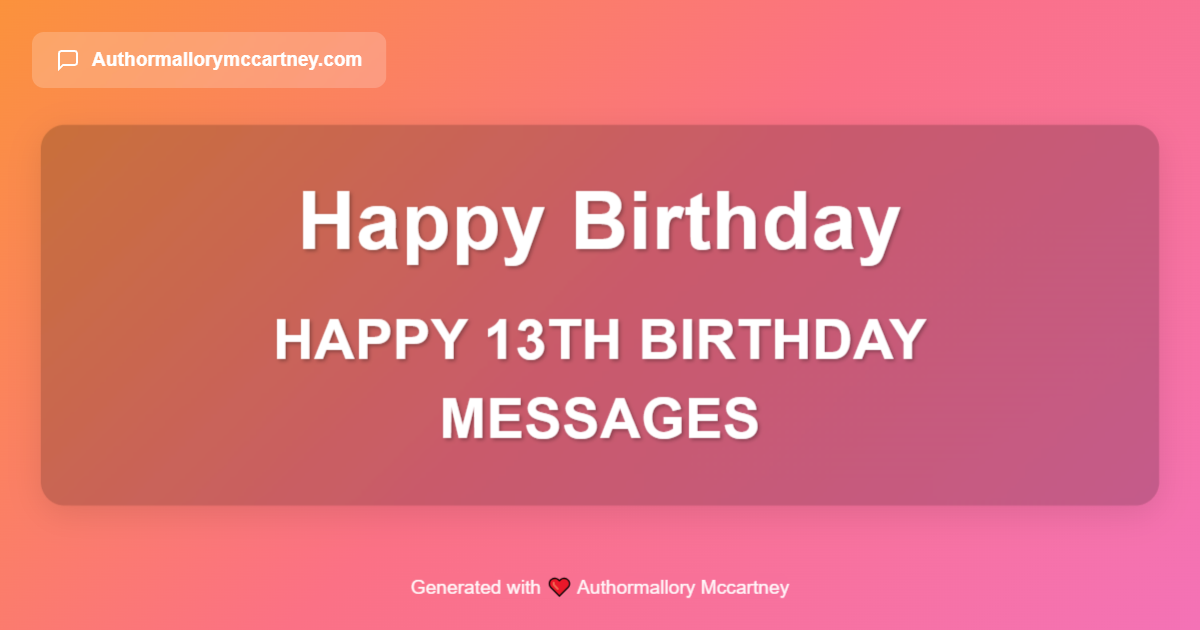 Authormallorymccartney.com
Happy Birthday
HAPPY 13TH BIRTHDAY
MESSAGES
Generated with ❤️ Authormallory Mccartney